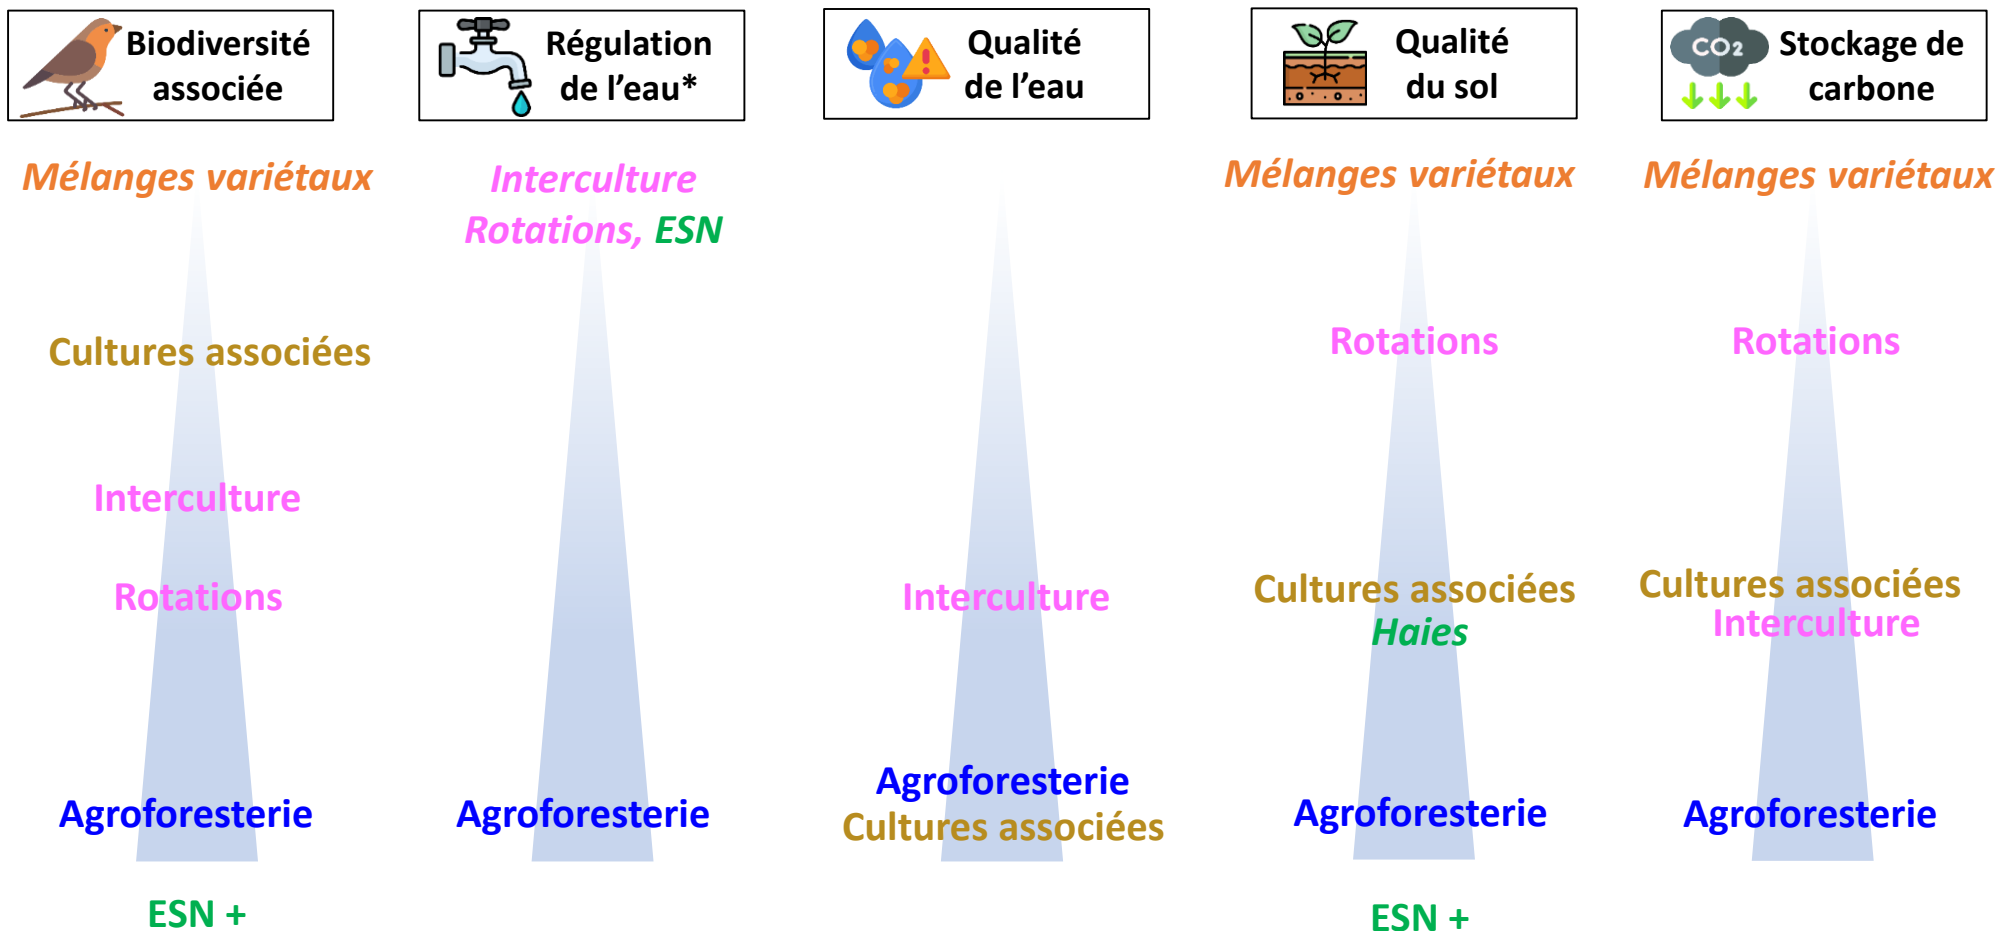 Biodiversité
associée
Mélanges variétaux
Cultures associées
Interculture
Rotations
Agroforesterie
ESN +
Régulation
de l’eau*
Interculture
Rotations, ESN
Agroforesterie
Qualité
de l’eau
Interculture
Agroforesterie
Cultures associées
Qualité
du sol
Mélanges variétaux
Rotations
Cultures associées
Haies
Agroforesterie
ESN +
CO2
Stockage de
carbone
Mélanges variétaux
Rotations
Cultures associées
Interculture
Agroforesterie